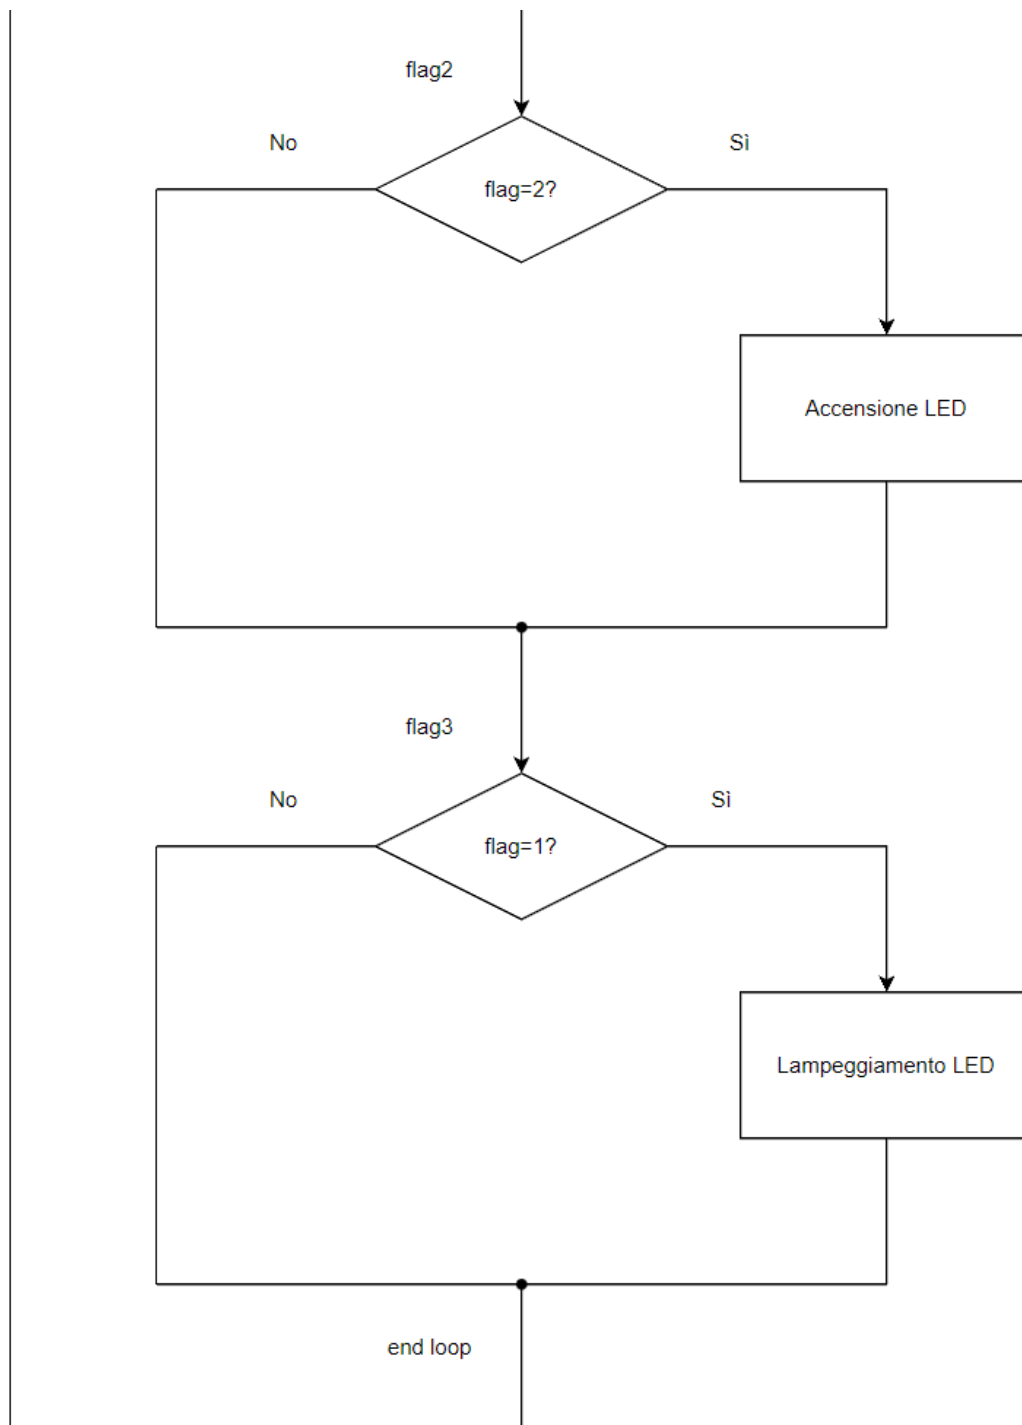 flag2
No
Sì
flag=2?
Accensione LED
flag3
No
Sì
flag=1?
Lampeggiamento LED
end loop